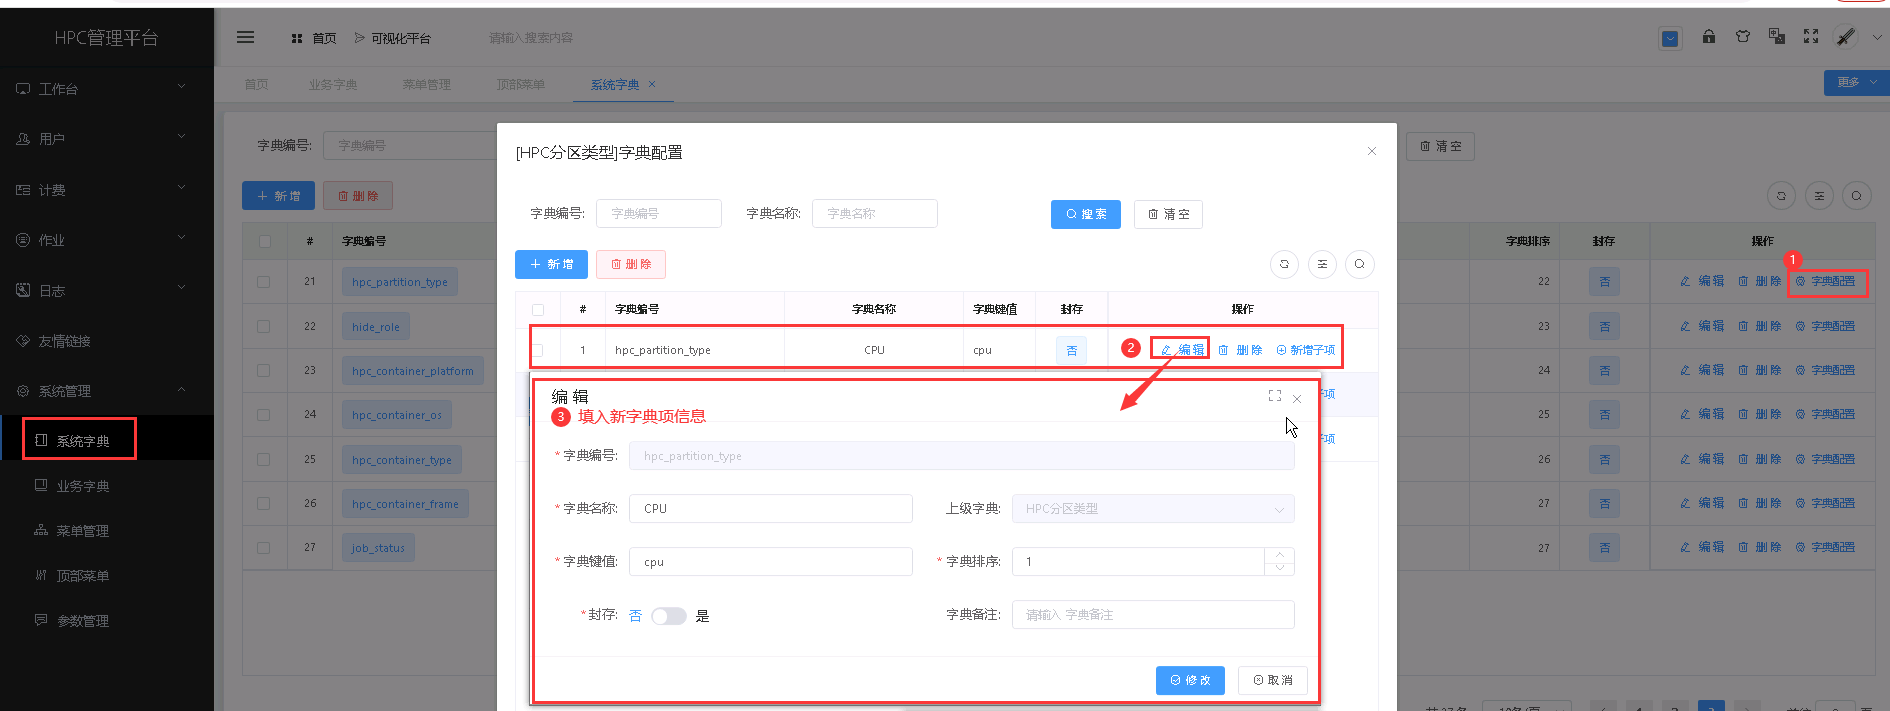 HPC管理平台
首页
可视化平台
请输入搜索内容
工作台
用户
计费
作业
日志
友情链接
系统管理
系统字典
业务字典
菜单管理
顶部菜单
参数管理
首页 业务字典 菜单管理 顶部菜单 系统字典 × 更多
字典编号: 字典编号
清空
+ 新增 删除
# 字典编号
21 hpc_partition_type
22 hide_role
23 hpc_container_platform
24 hpc_container_os
25 hpc_container_type
26 hpc_container_frame
27 job_status
[HPC分区类型]字典配置
字典编号: 字典编号 字典名称: 字典名称 搜索 清空
+ 新增 删除
# 字典编号 字典名称 字典键值 封存 操作
1 hpc_partition_type CPU cpu 否 2 编辑 删除 新增子项
子项
子项
编辑
3 填入新字典项信息
* 字典编号: hpc_partition_type
* 字典名称: CPU 上级字典: HPC分区类型
* 字典键值: cpu * 字典排序: 1
* 封存: 否 是 字典备注: 请输入 字典备注
修改 取消
字典排序 封存 操作
1
22 否 编辑 删除 字典配置
23 否 编辑 删除 字典配置
24 否 编辑 删除 字典配置
25 否 编辑 删除 字典配置
26 否 编辑 删除 字典配置
27 否 编辑 删除 字典配置
27 否 编辑 删除 字典配置